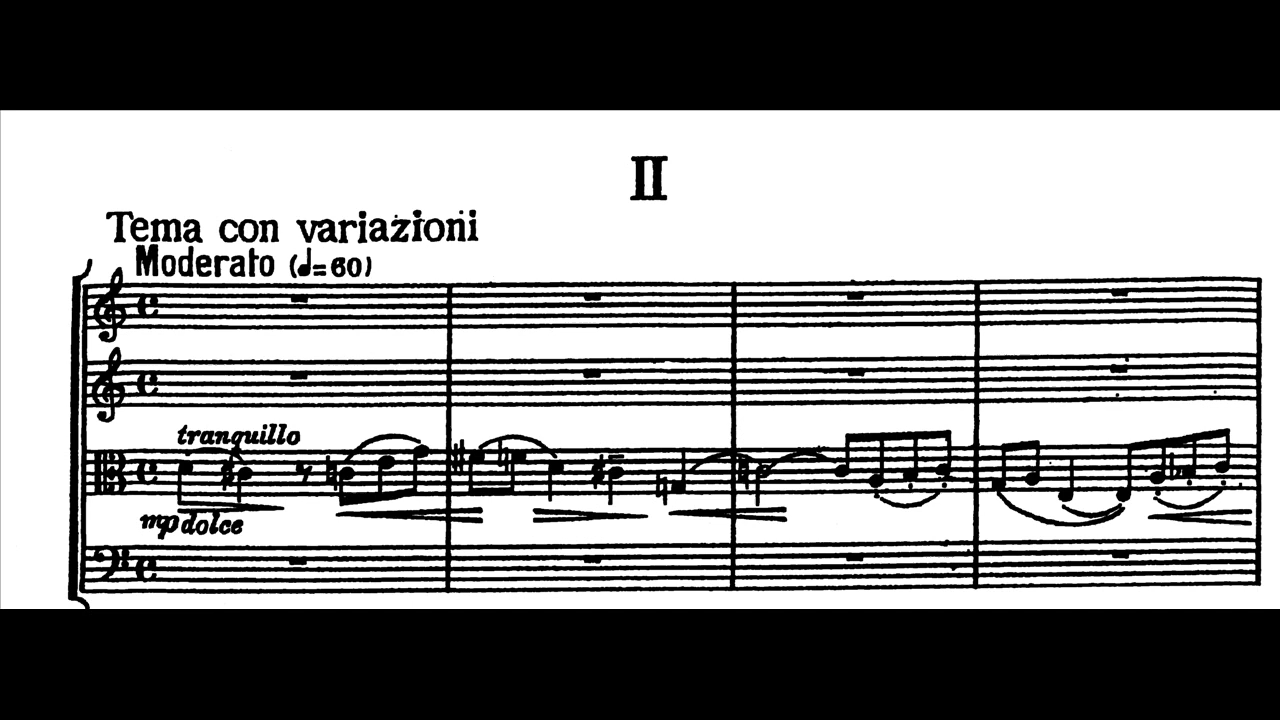 II
Tema con variazioni
Moderato (𝅗𝅥=60)
tranquillo
mp dolce